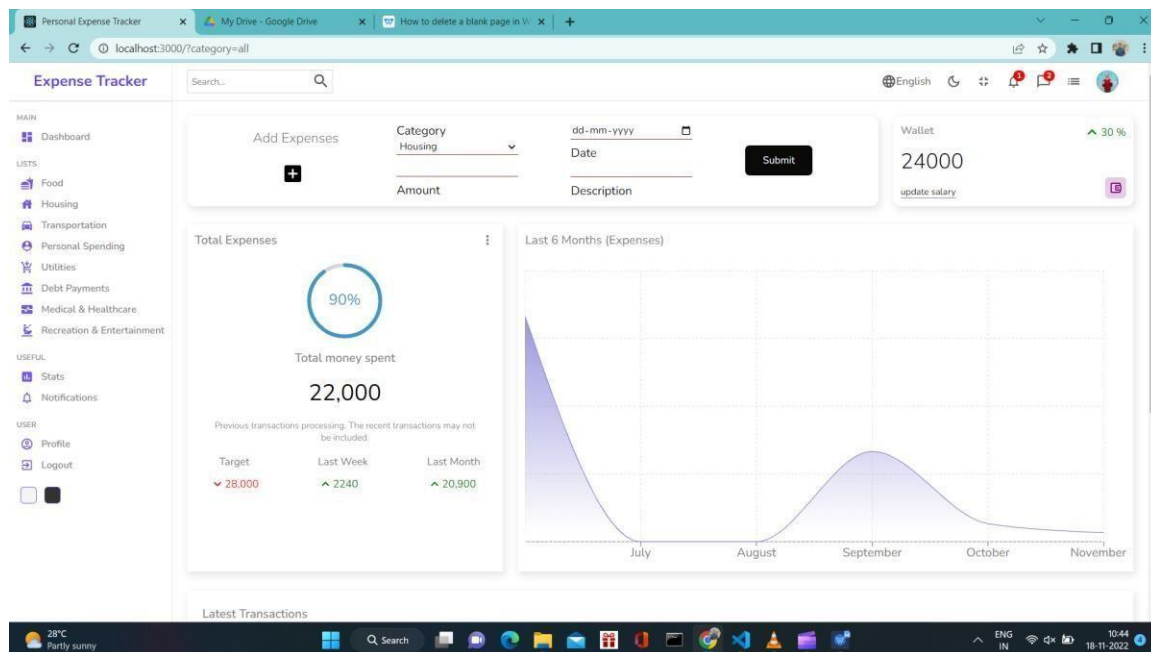 Personal Expense Tracker
My Drive - Google Drive
How to delete a blank page in W
localhost:3000/?category=all
Expense Tracker
Search...
English
1
2
MAIN
Dashboard
LISTS
Food
Housing
Transportation
Personal Spending
Utilities
Debt Payments
Medical & Healthcare
Recreation & Entertainment
USEFUL
Stats
Notifications
USER
Profile
Logout
Add Expenses
Category
Housing
Amount
dd-mm-yyyy
Date
Description
Submit
Wallet
30 %
24000
update salary
Total Expenses
90%
Total money spent
22,000
Previous transactions processing. The recent transactions may not
be included.
Target
Last Week
Last Month
28,000
2240
20,900
Last 6 Months (Expenses)
July
August
September
October
November
Latest Transactions
28°C
Partly sunny
Search
ENG
IN
10:44
18-11-2022
4